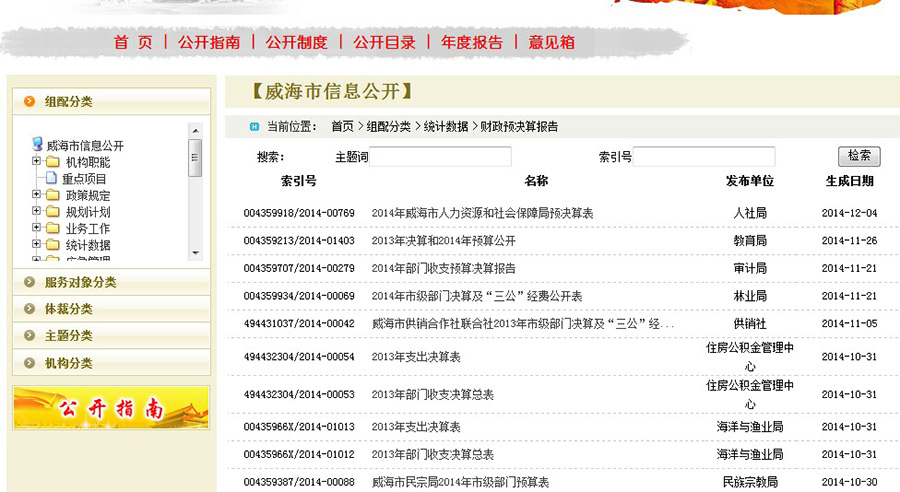 首 页 | 公开指南 | 公开制度 | 公开目录 | 年度报告 | 意见箱
组配分类
威海市信息公开
机构职能
重点项目
政策规定
规划计划
业务工作
统计数据
应急管理
服务对象分类
体裁分类
主题分类
机构分类
公开指南
【威海市信息公开】
当前位置: 首页>组配分类>统计数据>财政预决算报告
搜索: 主题词 索引号 检索
索引号 名称 发布单位 生成日期
004359918/2014-00769 2014年威海市人力资源和社会保障局预决算表 人社局 2014-12-04
004359213/2014-01403 2013年决算和2014年预算公开 教育局 2014-11-26
004359707/2014-00279 2014年部门收支预算决算报告 审计局 2014-11-21
004359934/2014-00069 2014年市级部门决算及“三公”经费公开表 林业局 2014-11-21
494431037/2014-00042 威海市供销合作社联合社2013年市级部门决算及“三公”经... 供销社 2014-11-05
494432304/2014-00054 2013年支出决算表 住房公积金管理中心 2014-10-31
494432304/2014-00053 2013年部门收支决算总表 住房公积金管理中心 2014-10-31
00435966X/2014-01013 2013年支出决算表 海洋与渔业局 2014-10-31
00435966X/2014-01012 2013年部门收支决算总表 海洋与渔业局 2014-10-31
004359387/2014-00088 威海市民宗局2014年市级部门预算表 民族宗教局 2014-10-30